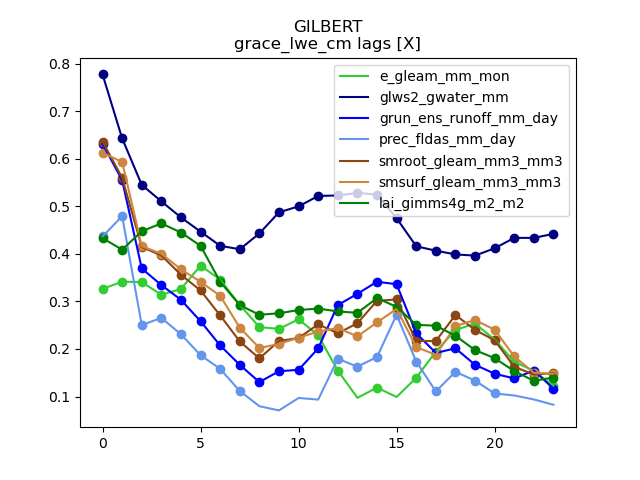 GILBERT
grace_lwe_cm lags [X]
e_gleam_mm_mon
glws2_gwater_mm
grun_ens_runoff_mm_day
prec_fldas_mm_day
smroot_gleam_mm3_mm3
smsurf_gleam_mm3_mm3
lai_gimms4g_m2_m2
0.8
0.7
0.6
0.5
0.4
0.3
0.2
0.1
0
5
10
15
20